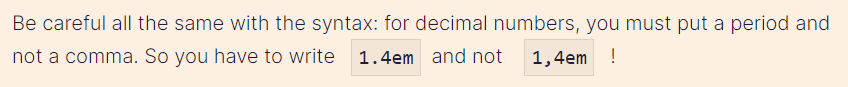 Be careful all the same with the syntax: for decimal numbers, you must put a period and
not a comma. So you have to write 1.4em and not 1,4em !